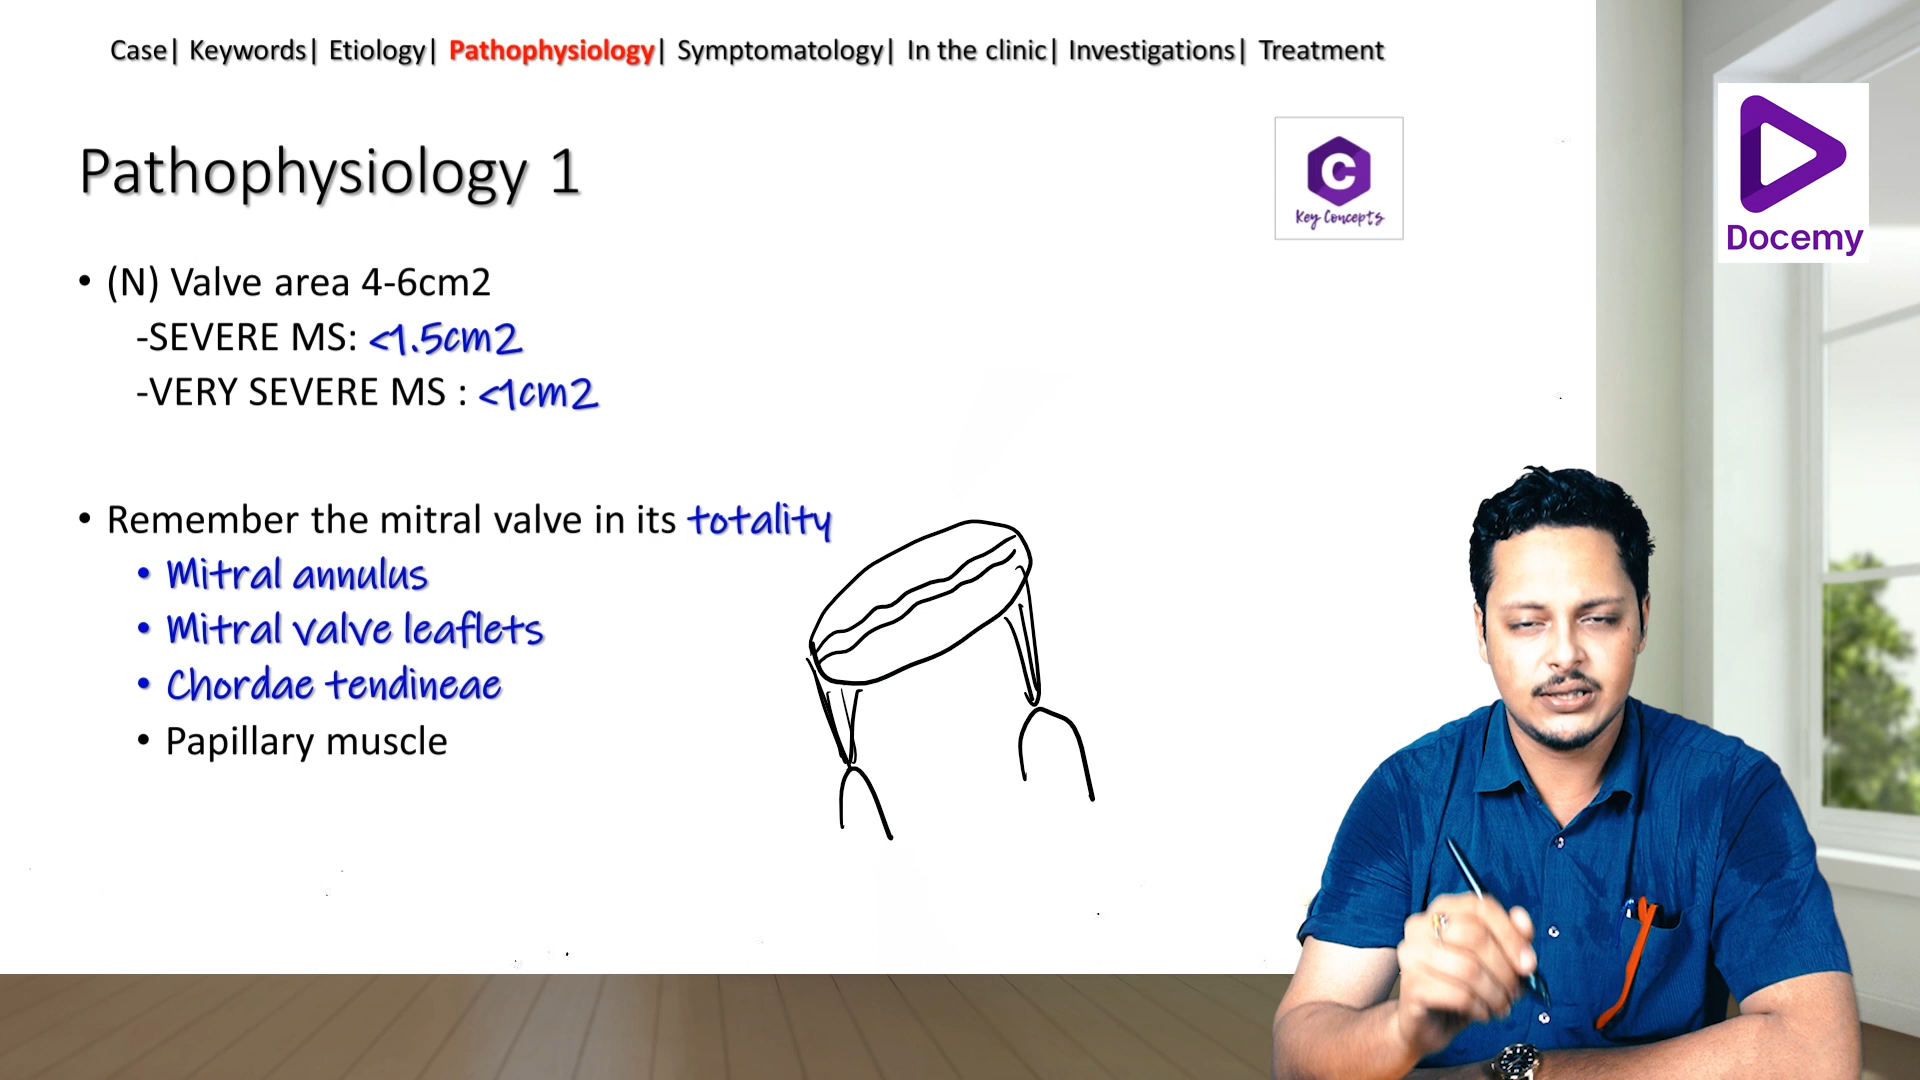 Case| Keywords| Etiology| Pathophysiology| Symptomatology| In the clinic| Investigations| Treatment
Pathophysiology 1
C
Key Concepts
Docemy
• (N) Valve area 4-6cm2
-SEVERE MS: <1.5cm2
-VERY SEVERE MS : <1cm2
• Remember the mitral valve in its totality
• Mitral annulus
• Mitral valve leaflets
• Chordae tendineae
• Papillary muscle